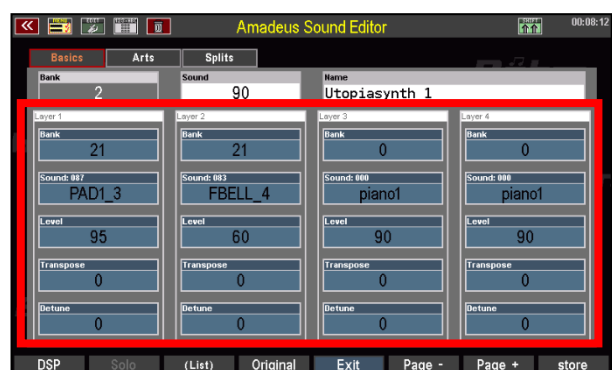 Amadeus Sound Editor
00:08:12
Basics Arts Splits
Bank Sound Name
2 90 Utopiasynth 1
Layer 1 Layer 2 Layer 3 Layer 4
Bank Bank Bank Bank
21 21 0 0
Sound: 087 Sound: 083 Sound: 000 Sound: 000
PAD1_3 FBELL_4 piano1 piano1
Level Level Level Level
95 60 90 90
Transpose Transpose Transpose Transpose
0 0 0 0
Detune Detune Detune Detune
0 0 0 0
DSP Solo (List) Original Exit Page - Page + store